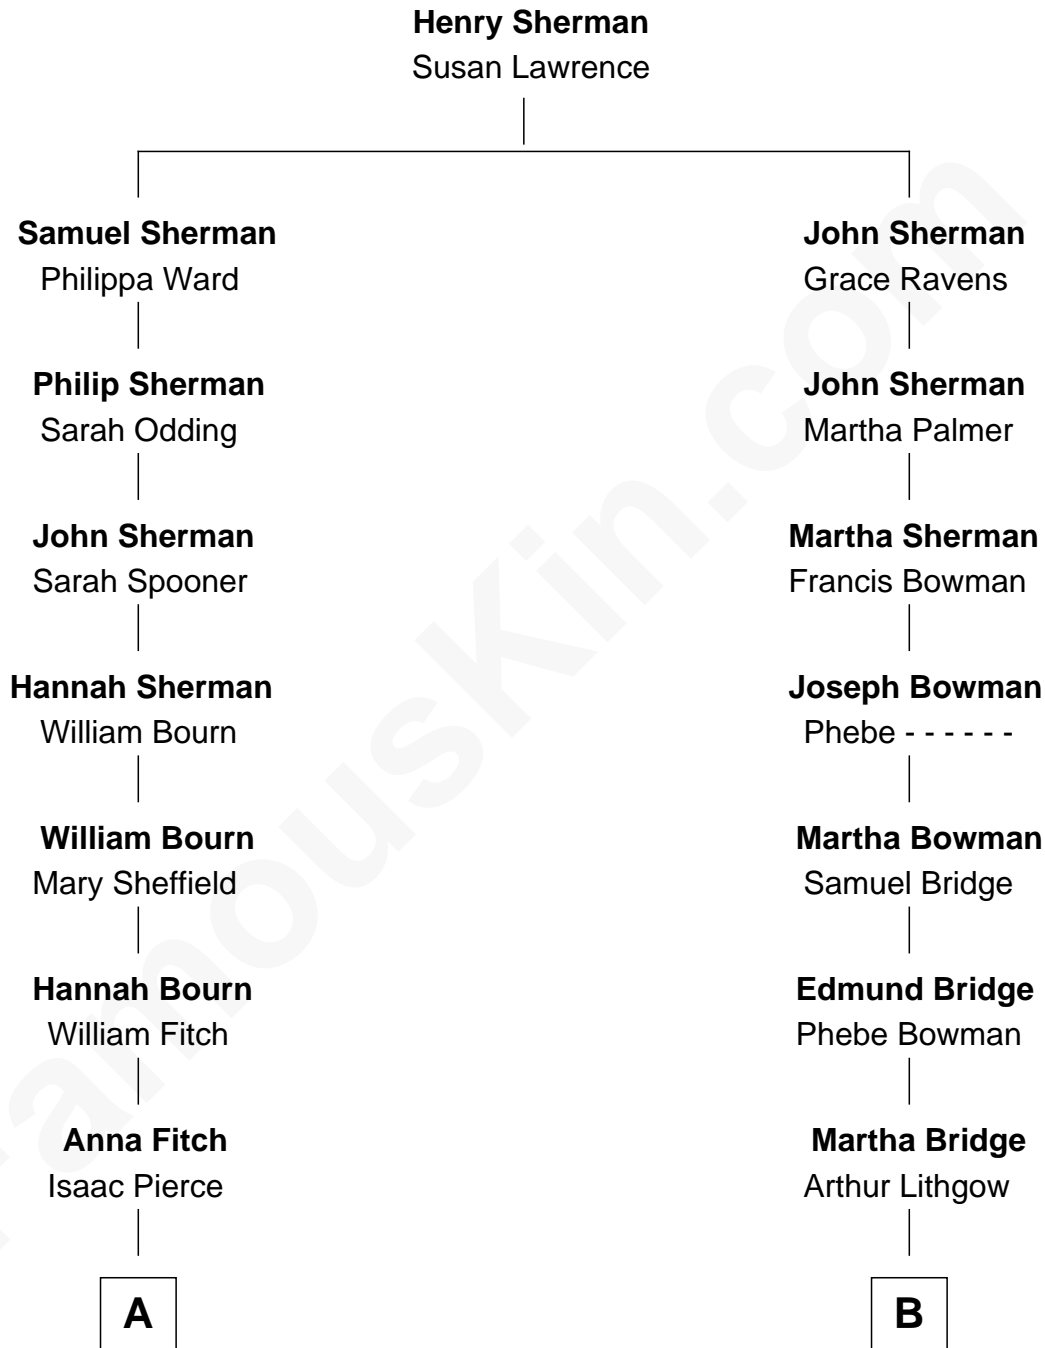 Henry Sherman
Susan Lawrence
Samuel Sherman
Philippa Ward
John Sherman
Grace Ravens
Philip Sherman
Sarah Odding
John Sherman
Martha Palmer
John Sherman
Sarah Spooner
Martha Sherman
Francis Bowman
Hannah Sherman
William Bourn
Joseph Bowman
Phebe - - - - - -
William Bourn
Mary Sheffield
Martha Bowman
Samuel Bridge
Hannah Bourn
William Fitch
Edmund Bridge
Phebe Bowman
Anna Fitch
Isaac Pierce
Martha Bridge
Arthur Lithgow
A
B
FamousKin.com